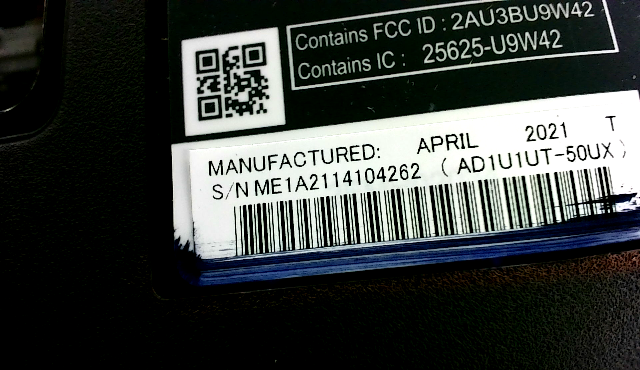 Contains FCC ID : 2AU3BU9W42
Contains IC : 25625-U9W42
MANUFACTURED: APRIL 2021 T
S/N ME1A2114104262 ( AD1U1UT-50UX )